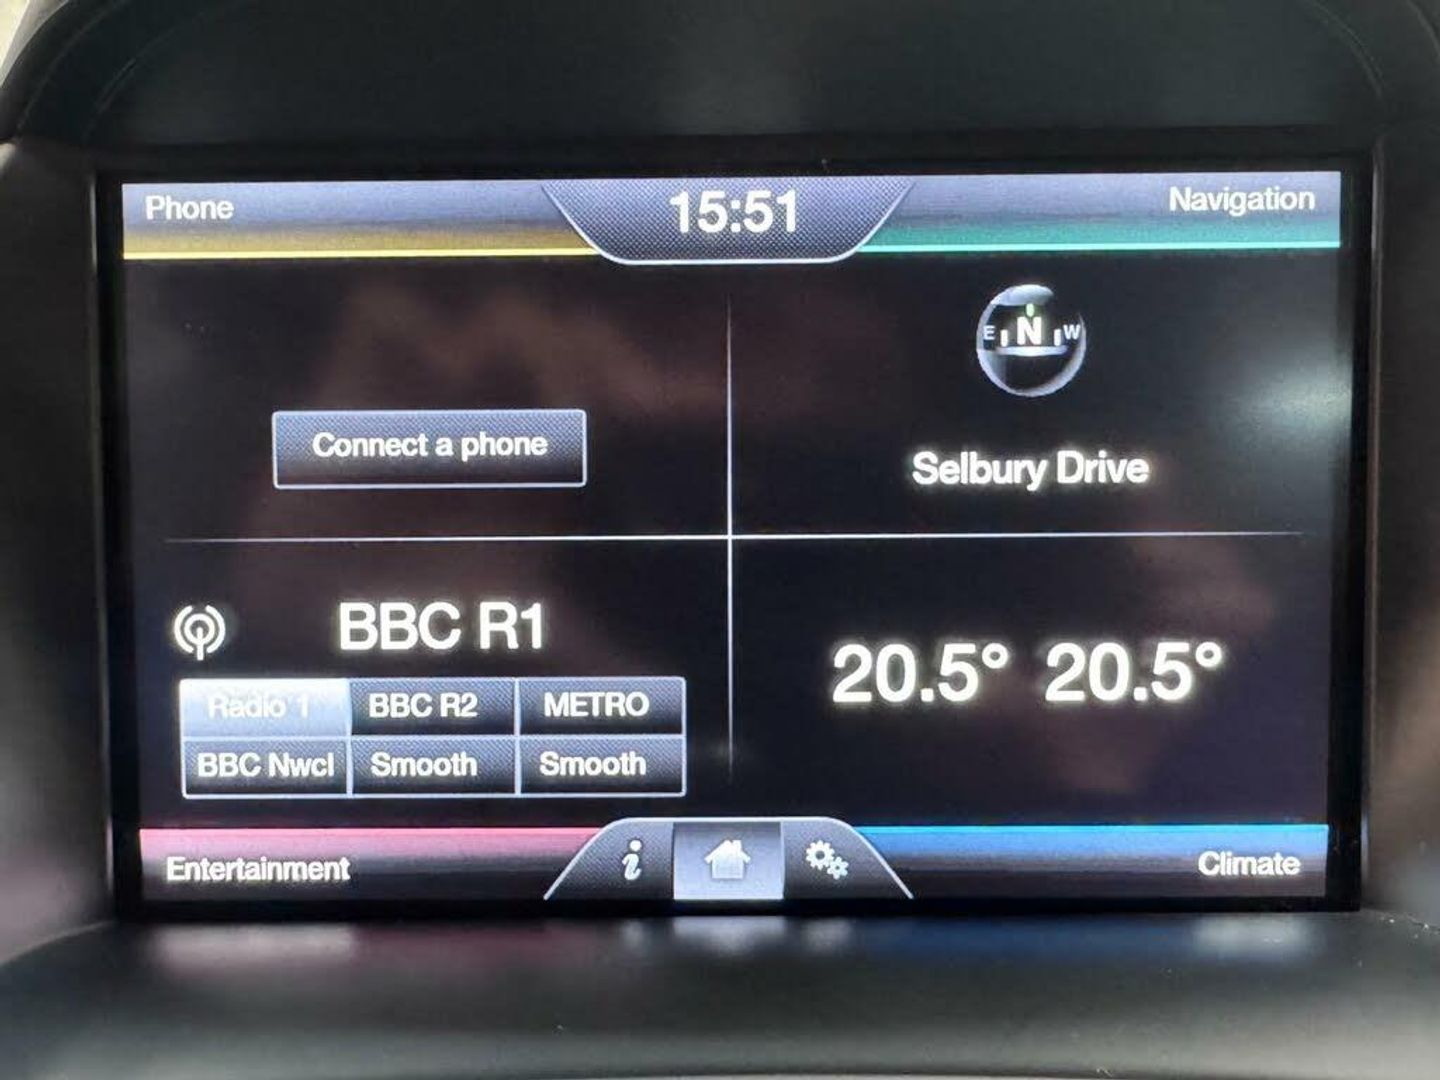 Phone
15:51
Navigation
E N W
Connect a phone
Selbury Drive
BBC R1
Radio 1 BBC R2 METRO
BBC Nwcl Smooth Smooth
20.5° 20.5°
Entertainment
i
Climate